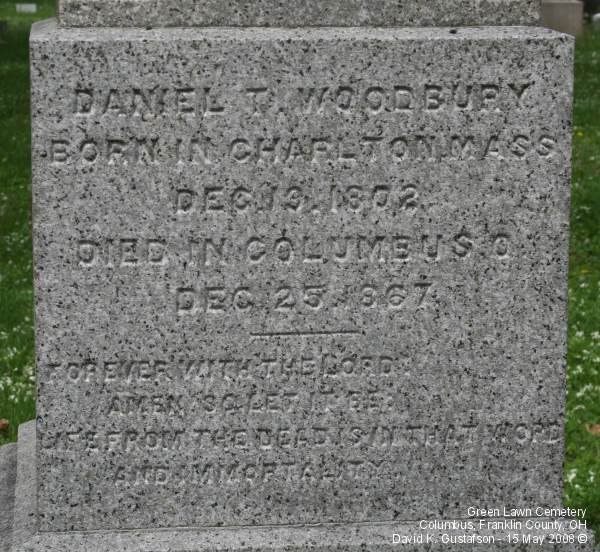 DANIEL T. WOODBURY
BORN IN CHARLTON, MASS
DEC. 19, 1802.
DIED IN COLUMBUS. O
DEC 25, 1867.
FOREVER WITH THE LORD!
AMEN, SO LET IT BE;
LIFE FROM THE DEAD IS IN THAT WORD
AND IMMORTALITY.
Green Lawn Cemetery
Columbus, Franklin County, OH
David K. Gustafson - 15 May 2008 ©